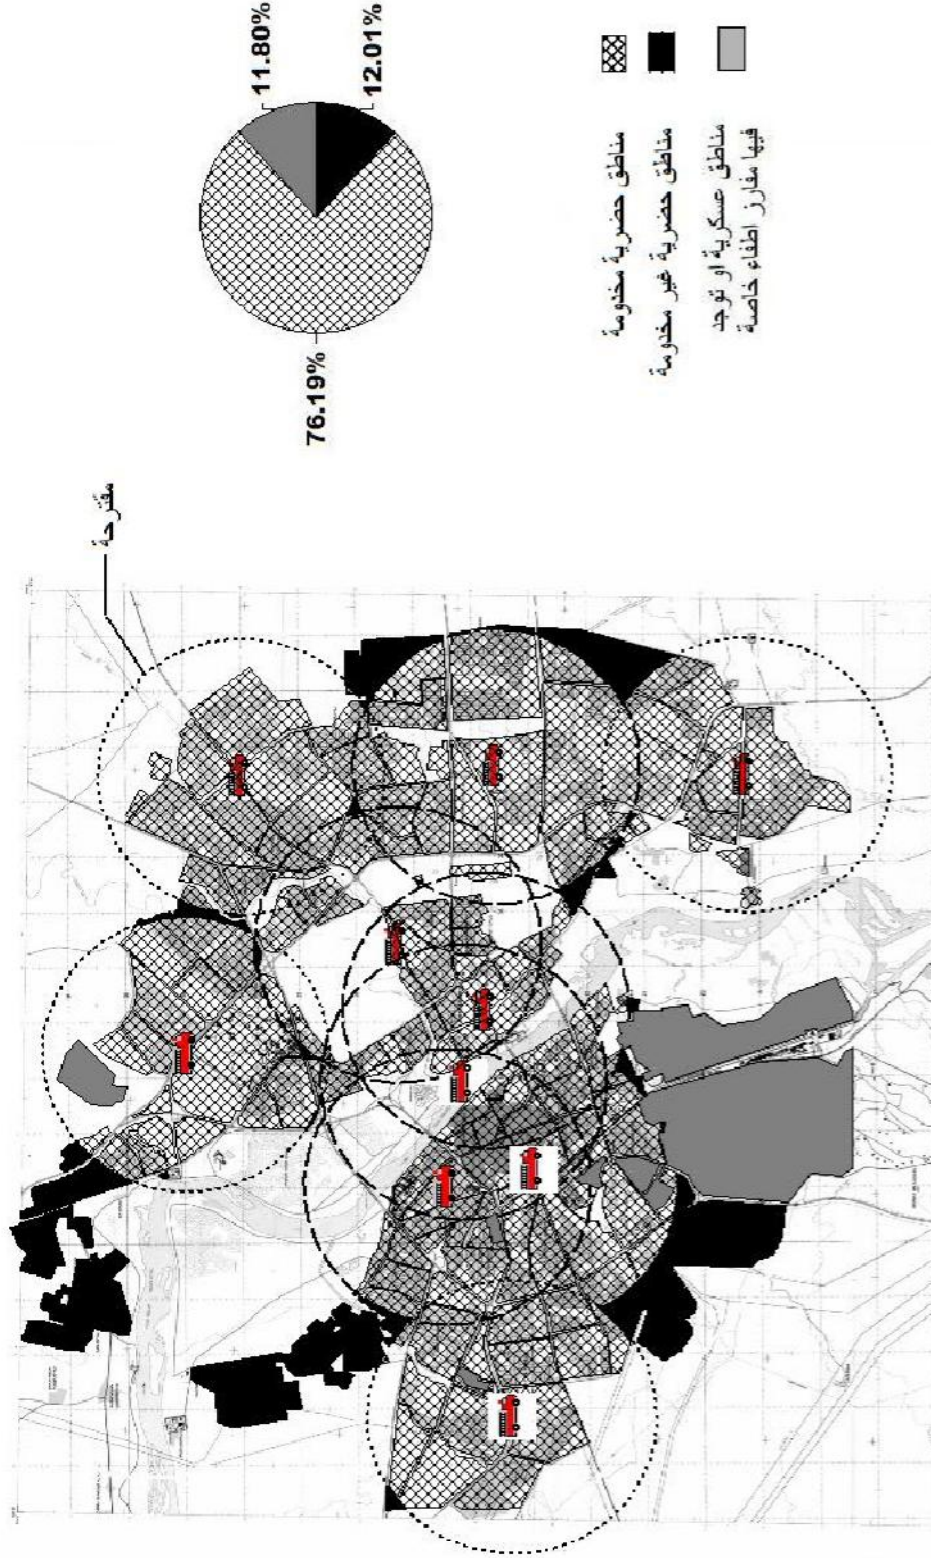 مقترحة
11.80%
12.01%
76.19%
مناطق حضرية مخدومة
مناطق حضرية غير مخدومة
مناطق عسكرية او توجد
فيها مفارز اطفاء خاصة